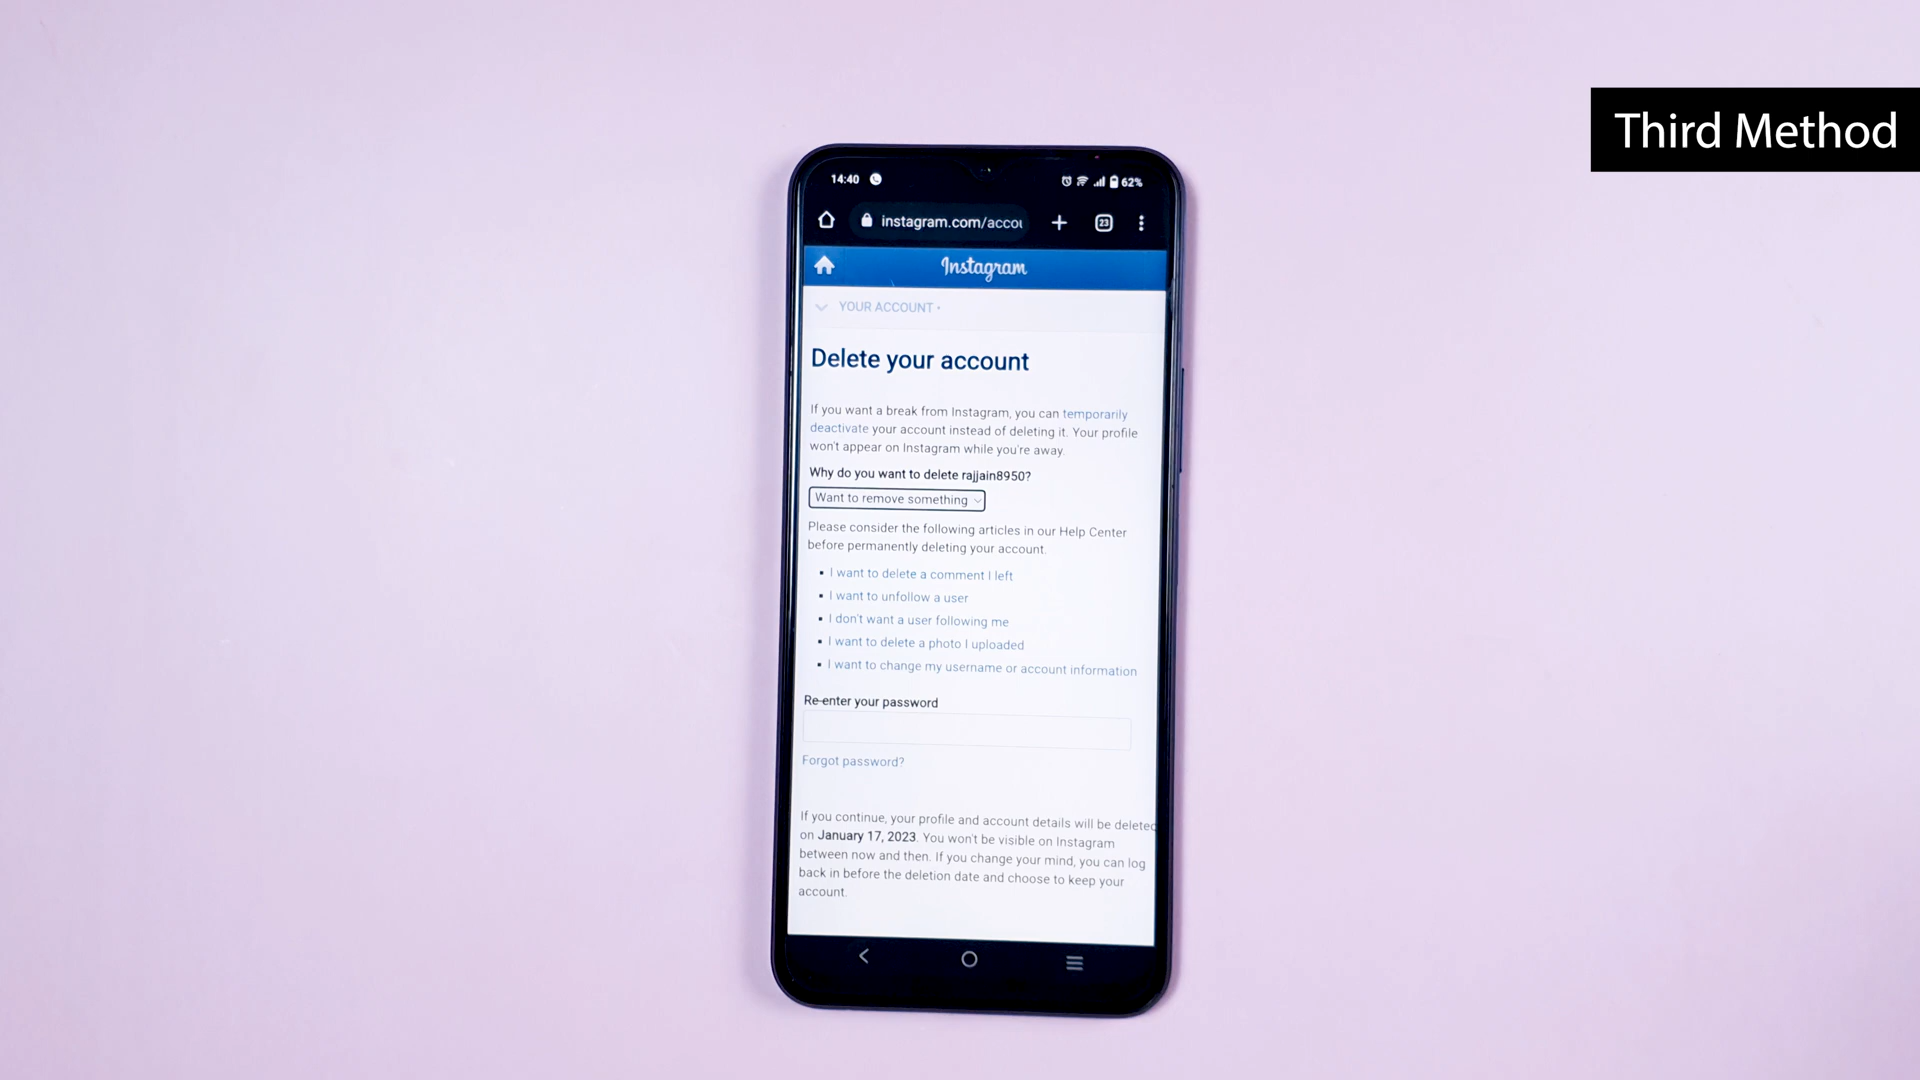 Third Method
14:40
62%
instagram.com/accou
23
Instagram
YOUR ACCOUNT
Delete your account
If you want a break from Instagram, you can temporarily
deactivate your account instead of deleting it. Your profile
won't appear on Instagram while you're away.
Why do you want to delete rajjain8950?
Want to remove something
Please consider the following articles in our Help Center
before permanently deleting your account.
▪ I want to delete a comment I left
▪ I want to unfollow a user
▪ I don't want a user following me
▪ I want to delete a photo I uploaded
▪ I want to change my username or account information
Re-enter your password
Forgot password?
If you continue, your profile and account details will be deleted
on January 17, 2023. You won't be visible on Instagram
between now and then. If you change your mind, you can log
back in before the deletion date and choose to keep your
account.